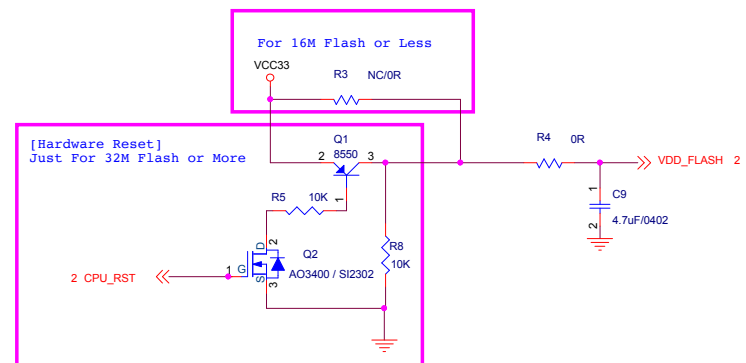 For 16M Flash or Less
VCC33
R3
NC/0R
[Hardware Reset]
Just For 32M Flash or More
Q1
8550
2
3
1
R4
0R
VDD_FLASH 2
R5
10K
1
C9
4.7uF/0402
2
D
2
Q2
R8
10K
2 CPU_RST
1
G
AO3400 / SI2302
S
3